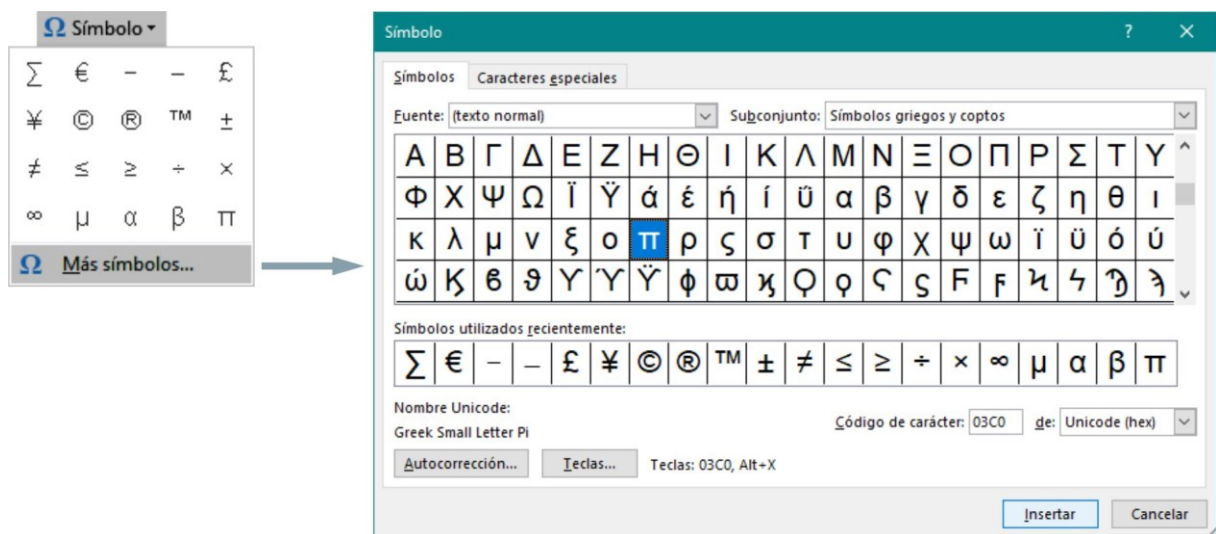 Ω Símbolo
∑ € – — £
¥ © ® ™ ±
≠ ≤ ≥ ÷ ×
∞ µ α β π
Ω Más símbolos...
Símbolo ? ×
Símbolos Caracteres especiales
Fuente: (texto normal) Subconjunto: Símbolos griegos y coptos
Α Β Γ Δ Ε Ζ Η Θ Ι Κ Λ Μ Ν Ξ Ο Π Ρ Σ Τ Υ
Φ Χ Ψ Ω Ϊ Ϋ ά έ ή ί ΰ α β γ δ ε ζ η θ ι
κ λ μ ν ξ ο π ρ ς σ τ υ φ χ ψ ω ϊ ϋ ό ύ
ώ Ϗ ϐ ϑ ϒ ϓ ϔ ϕ ϖ ϗ Ϙ ϙ Ϛ ϛ Ϝ ϝ Ϟ ϟ Ϡ ϡ
Símbolos utilizados recientemente:
∑ € – — £ ¥ © ® ™ ± ≠ ≤ ≥ ÷ × ∞ µ α β π
Nombre Unicode:
Greek Small Letter Pi
Código de carácter: 03C0 de: Unicode (hex)
Autocorrección... Teclas... Teclas: 03C0, Alt+X
Insertar Cancelar